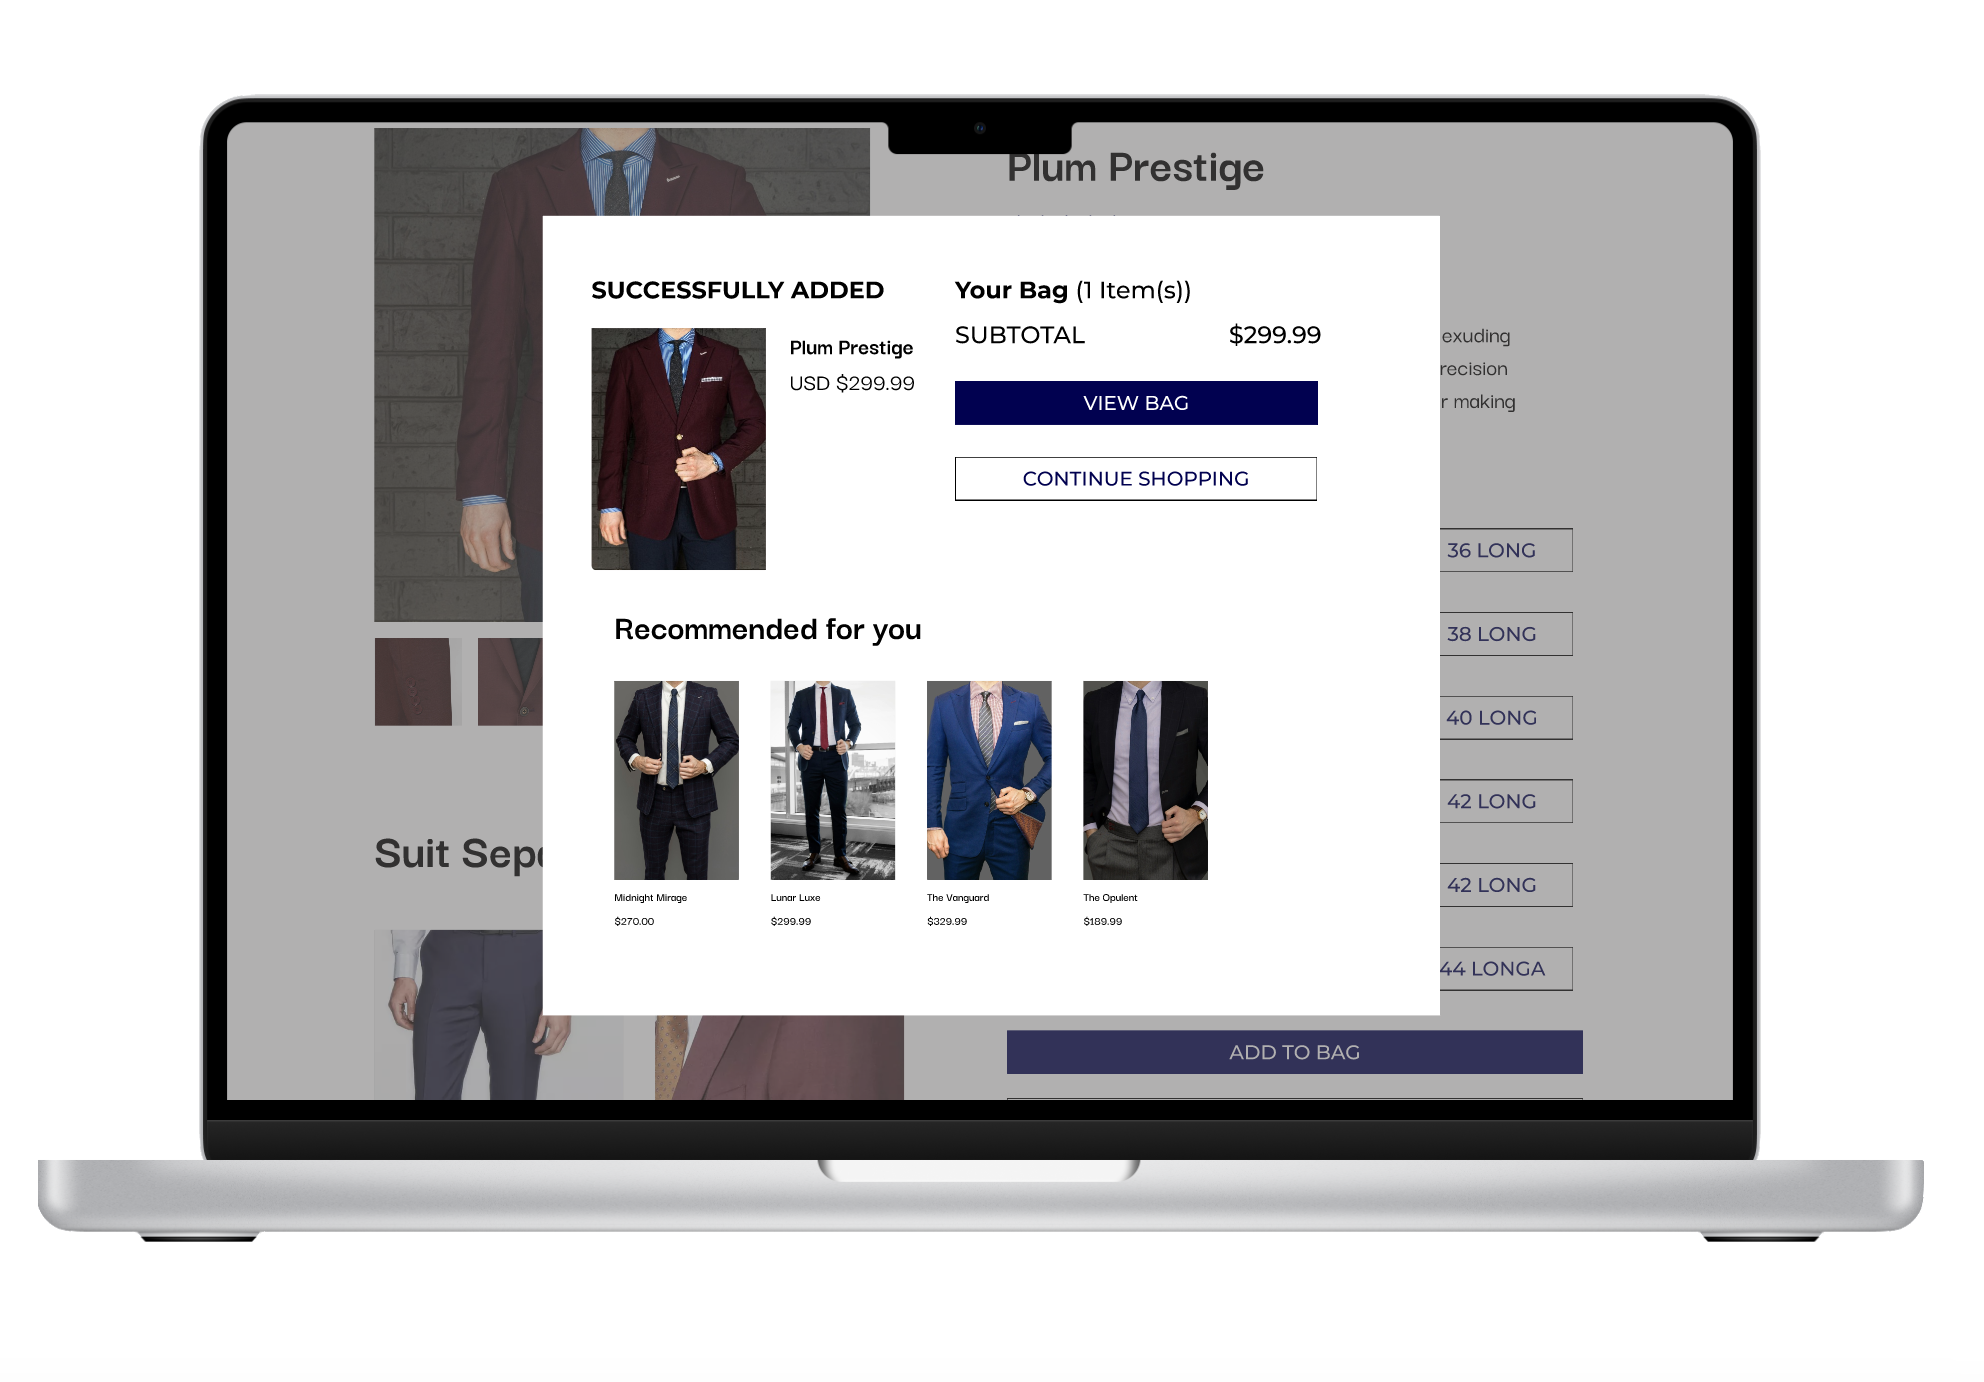 Plum Prestige
SUCCESSFULLY ADDED
Plum Prestige
USD $299.99
Your Bag (1 Item(s))
SUBTOTAL $299.99
VIEW BAG
CONTINUE SHOPPING
Recommended for you
Midnight Mirage
$270.00
Lunar Luxe
$299.99
The Vanguard
$329.99
The Opulent
$189.99
exuding
making
36 LONG
38 LONG
40 LONG
42 LONG
42 LONG
44 LONGA
ADD TO BAG
Suit